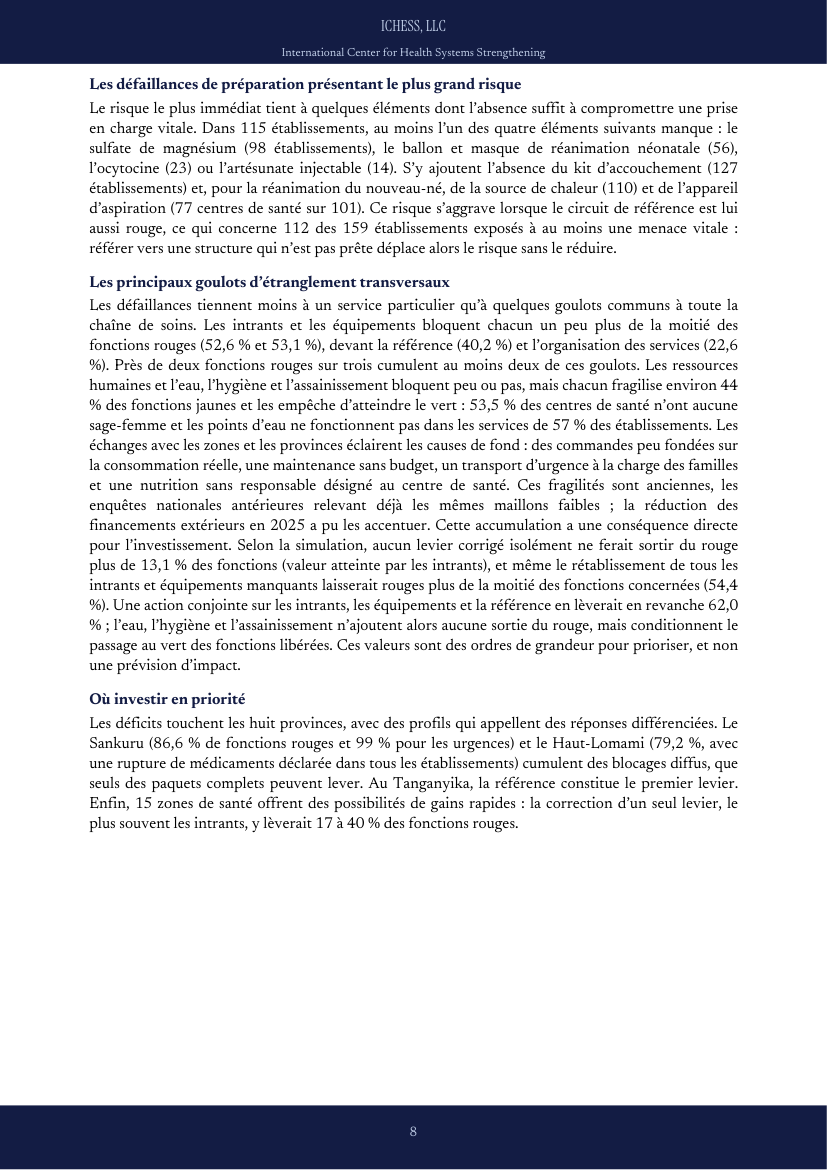 ICHESS, LLC
International Center for Health Systems Strengthening
Les défaillances de préparation présentant le plus grand risque
Le risque le plus immédiat tient à quelques éléments dont l’absence suffit à compromettre une prise
en charge vitale. Dans 115 établissements, au moins l’un des quatre éléments suivants manque : le
sulfate de magnésium (98 établissements), le ballon et masque de réanimation néonatale (56),
l’ocytocine (23) ou l’artésunate injectable (14). S’y ajoutent l’absence du kit d’accouchement (127
établissements) et, pour la réanimation du nouveau-né, de la source de chaleur (110) et de l’appareil
d’aspiration (77 centres de santé sur 101). Ce risque s’aggrave lorsque le circuit de référence est lui
aussi rouge, ce qui concerne 112 des 159 établissements exposés à au moins une menace vitale :
référer vers une structure qui n’est pas prête déplace alors le risque sans le réduire.
Les principaux goulots d’étranglement transversaux
Les défaillances tiennent moins à un service particulier qu’à quelques goulots communs à toute la
chaîne de soins. Les intrants et les équipements bloquent chacun un peu plus de la moitié des
fonctions rouges (52,6 % et 53,1 %), devant la référence (40,2 %) et l’organisation des services (22,6
%). Près de deux fonctions rouges sur trois cumulent au moins deux de ces goulots. Les ressources
humaines et l’eau, l’hygiène et l’assainissement bloquent peu ou pas, mais chacun fragilise environ 44
% des fonctions jaunes et les empêche d’atteindre le vert : 53,5 % des centres de santé n’ont aucune
sage-femme et les points d’eau ne fonctionnent pas dans les services de 57 % des établissements. Les
échanges avec les zones et les provinces éclairent les causes de fond : des commandes peu fondées sur
la consommation réelle, une maintenance sans budget, un transport d’urgence à la charge des familles
et une nutrition sans responsable désigné au centre de santé. Ces fragilités sont anciennes, les
enquêtes nationales antérieures relevant déjà les mêmes maillons faibles ; la réduction des
financements extérieurs en 2025 a pu les accentuer. Cette accumulation a une conséquence directe
pour l’investissement. Selon la simulation, aucun levier corrigé isolément ne ferait sortir du rouge
plus de 13,1 % des fonctions (valeur atteinte par les intrants), et même le rétablissement de tous les
intrants et équipements manquants laisserait rouges plus de la moitié des fonctions concernées (54,4
%). Une action conjointe sur les intrants, les équipements et la référence en lèverait en revanche 62,0
% ; l’eau, l’hygiène et l’assainissement n’ajoutent alors aucune sortie du rouge, mais conditionnent le
passage au vert des fonctions libérées. Ces valeurs sont des ordres de grandeur pour prioriser, et non
une prévision d’impact.
Où investir en priorité
Les déficits touchent les huit provinces, avec des profils qui appellent des réponses différenciées. Le
Sankuru (86,6 % de fonctions rouges et 99 % pour les urgences) et le Haut-Lomami (79,2 %, avec
une rupture de médicaments déclarée dans tous les établissements) cumulent des blocages diffus, que
seuls des paquets complets peuvent lever. Au Tanganyika, la référence constitue le premier levier.
Enfin, 15 zones de santé offrent des possibilités de gains rapides : la correction d’un seul levier, le
plus souvent les intrants, y lèverait 17 à 40 % des fonctions rouges.
8